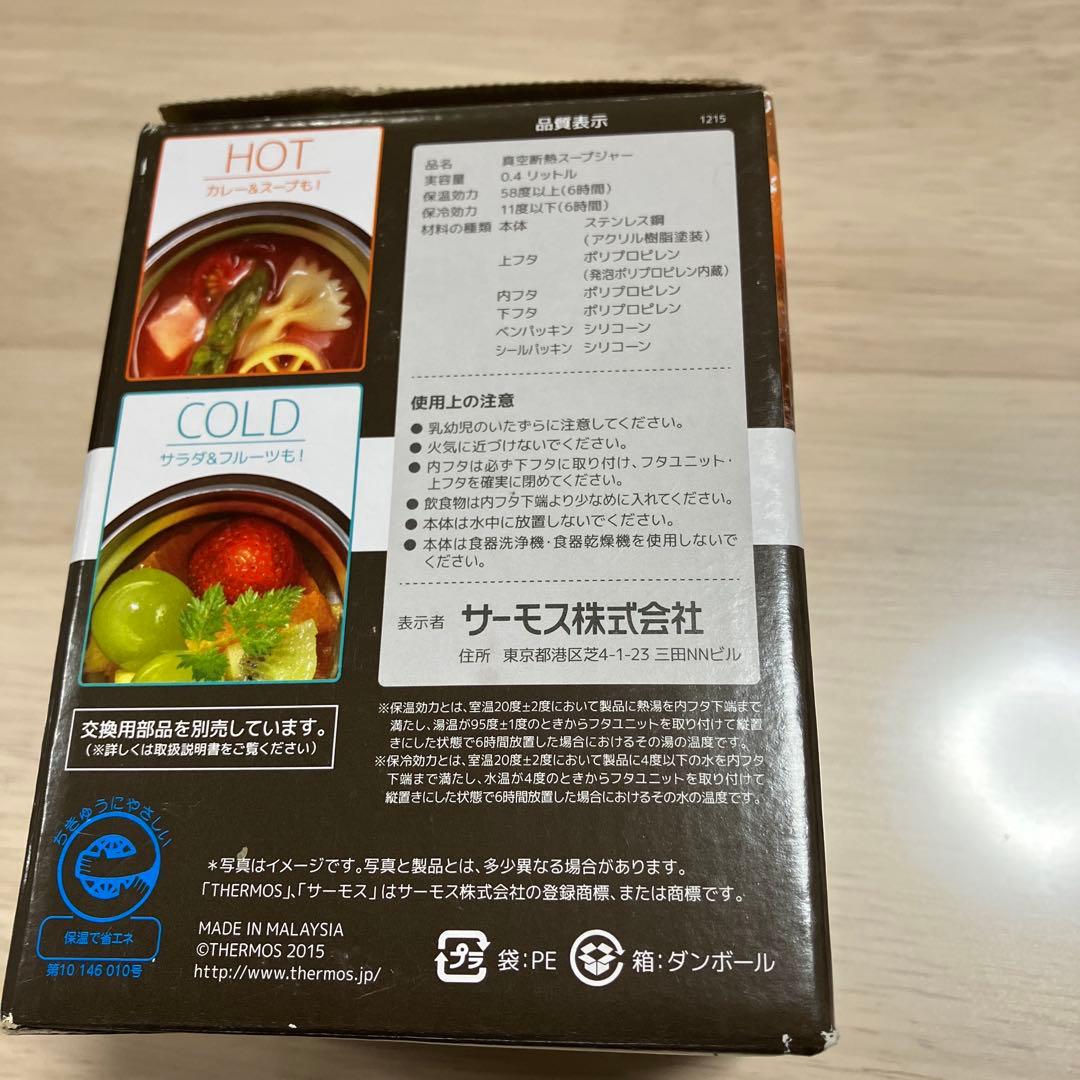 HOT
カレー&スープも!
COLD
サラダ&フルーツも!
交換用部品を別売しています。
(※詳しくは取扱説明書をご覧ください)
品質表示
1215
品名 真空断熱スープジャー
実容量 0.4 リットル
保温効力 58度以上(6時間)
保冷効力 11度以下(6時間)
材料の種類 本体 ステンレス鋼
(アクリル樹脂塗装)
上フタ ポリプロピレン
(発泡ポリプロピレン内蔵)
内フタ ポリプロピレン
下フタ ポリプロピレン
ベンパッキン シリコーン
シールパッキン シリコーン
使用上の注意
● 乳幼児のいたずらに注意してください。
● 火気に近づけないでください。
● 内フタは必ず下フタに取り付け、フタユニット・
上フタを確実に閉めてください。
● 飲食物は内フタ下端より少なめに入れてください。
● 本体は水中に放置しないでください。
● 本体は食器洗浄機・食器乾燥機を使用しないで
ください。
表示者 サーモス株式会社
住所 東京都港区芝4-1-23 三田NNビル
※保温効力とは、室温20度±2度において製品に熱湯を内フタ下端まで
満たし、湯温が95度±1度のときからフタユニットを取り付けて縦置
きにした状態で6時間放置した場合におけるその湯の温度です。
※保冷効力とは、室温20度±2度において製品に4度以下の水を内フタ
下端まで満たし、水温が4度のときからフタユニットを取り付けて
縦置きにした状態で6時間放置した場合におけるその水の温度です。
ちきゅうにやさしい
保温で省エネ
第10 146 010号
*写真はイメージです。写真と製品とは、多少異なる場合があります。
「THERMOS」、「サーモス」はサーモス株式会社の登録商標、または商標です。
MADE IN MALAYSIA
©THERMOS 2015
http://www.thermos.jp/
プラ 袋:PE
箱:ダンボール